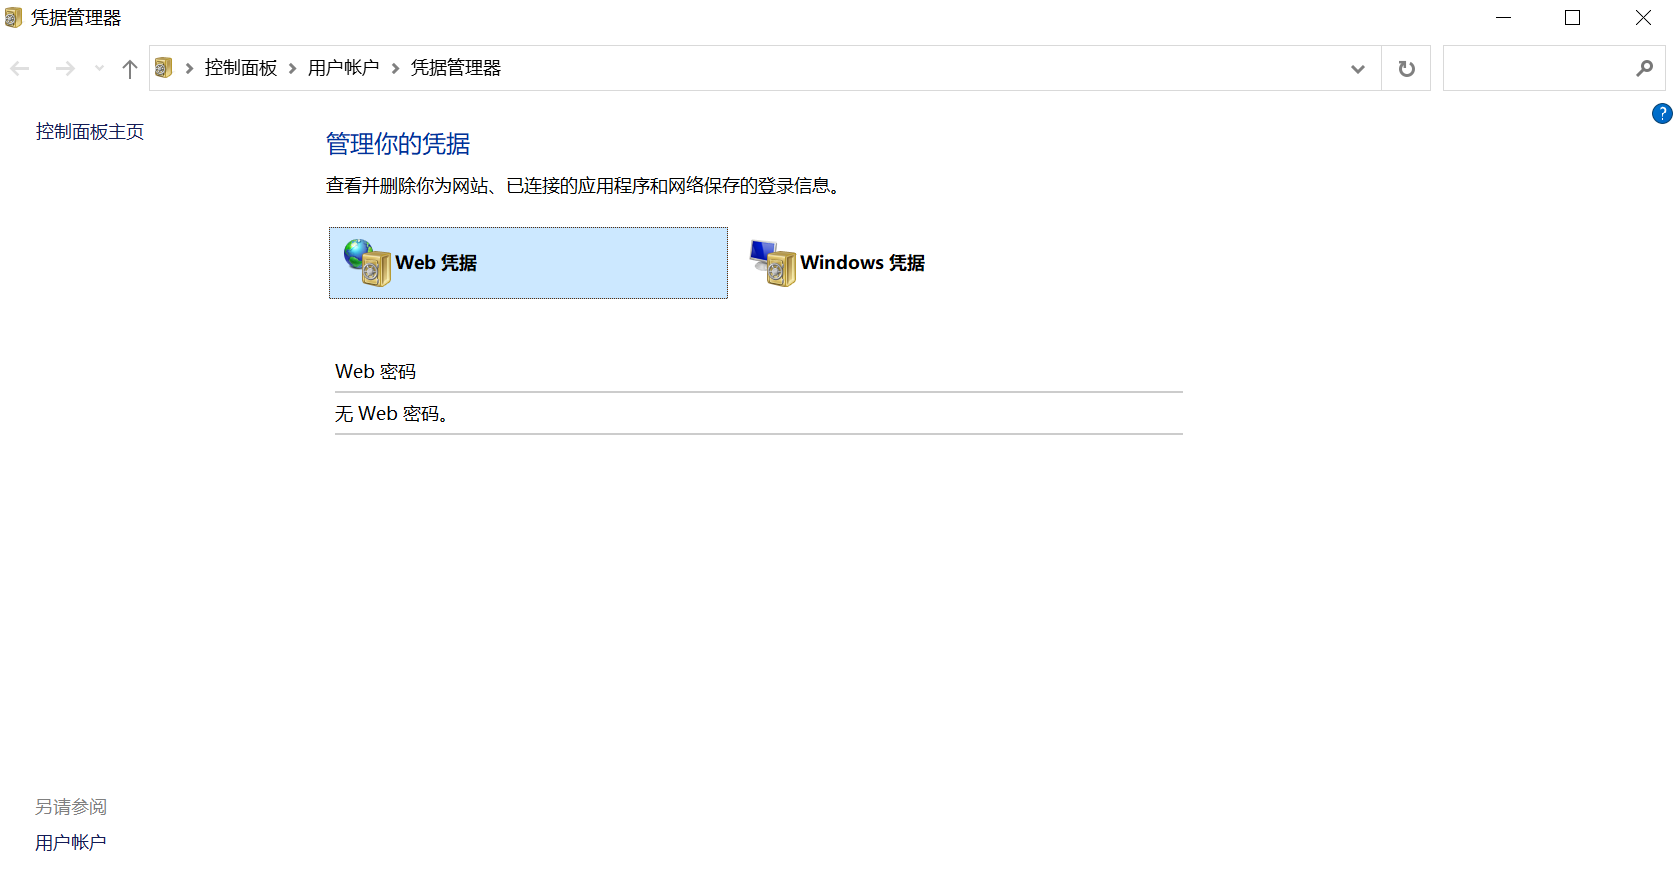 凭据管理器
控制面板 用户帐户 凭据管理器
?
控制面板主页
管理你的凭据
查看并删除你为网站、已连接的应用程序和网络保存的登录信息。
Web 凭据
Windows 凭据
Web 密码
无 Web 密码。
另请参阅
用户帐户